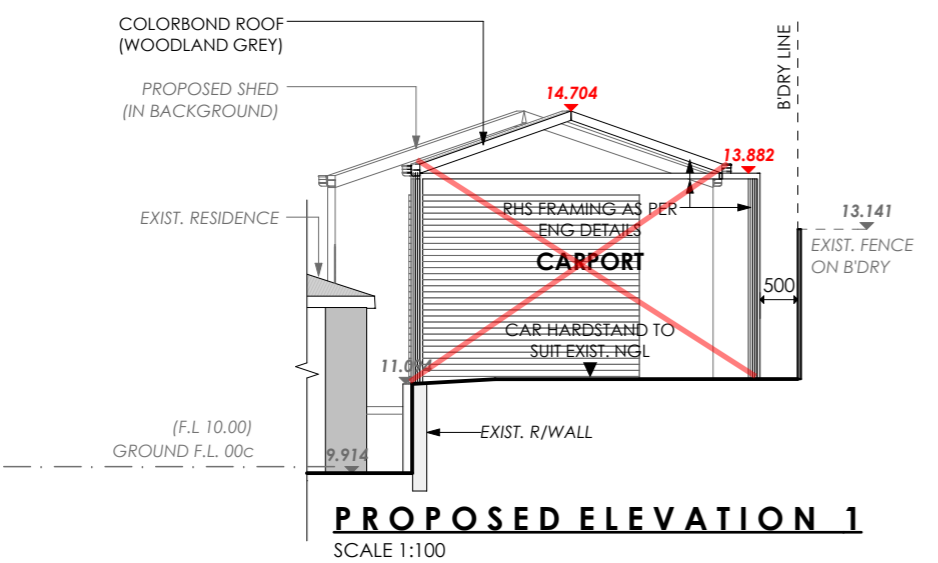 COLORBOND ROOF
(WOODLAND GREY)
PROPOSED SHED
(IN BACKGROUND)
14.704
B'DRY LINE
13.882
EXIST. RESIDENCE
RHS FRAMING AS PER
ENG DETAILS
13.141
EXIST. FENCE
ON B'DRY
CARPORT
500
CAR HARDSTAND TO
SUIT EXIST. NGL
(F.L 10.00)
GROUND F.L. 00c
9.914
EXIST. R/WALL
PROPOSED ELEVATION 1
SCALE 1:100